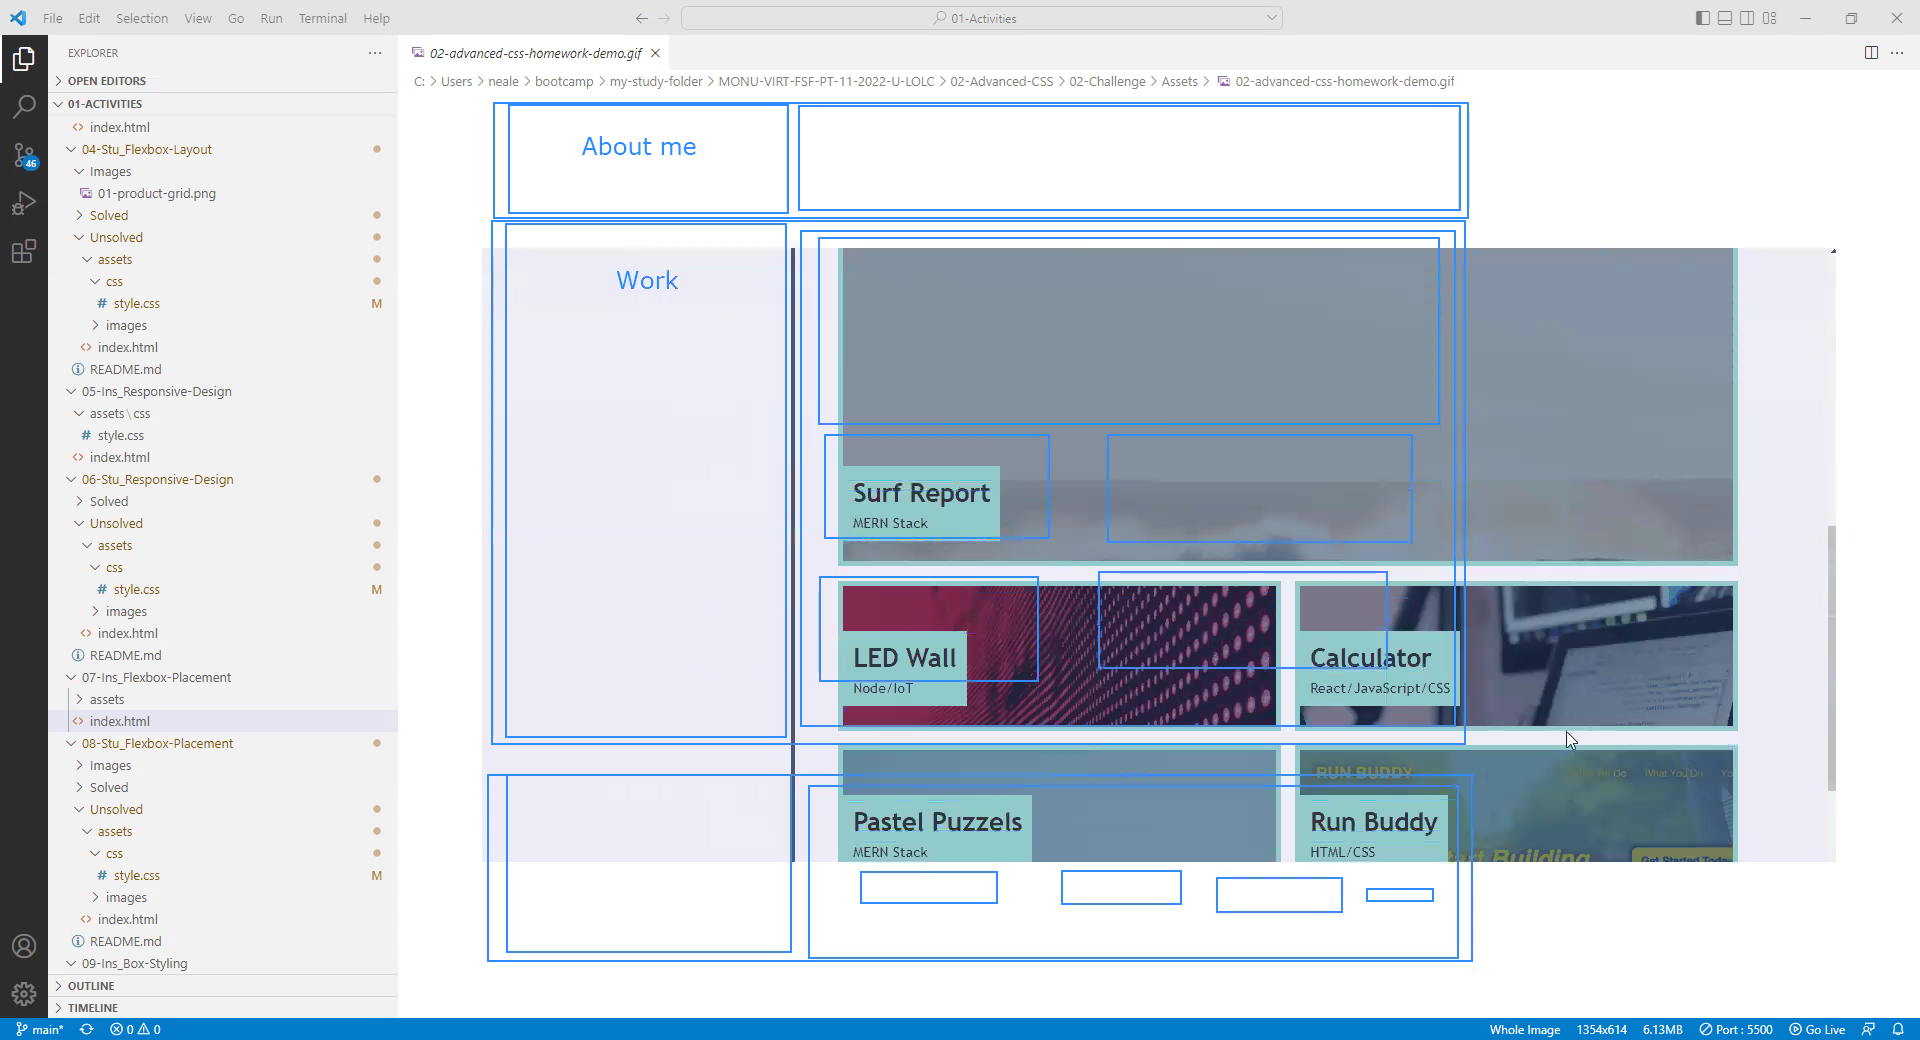 File Edit Selection View Go Run Terminal Help
01-Activities
EXPLORER
OPEN EDITORS
01-ACTIVITIES
index.html
04-Stu_Flexbox-Layout
Images
01-product-grid.png
Solved
Unsolved
assets
css
style.css M
images
index.html
README.md
05-Ins_Responsive-Design
assets\css
style.css
index.html
06-Stu_Responsive-Design
Solved
Unsolved
assets
css
style.css M
images
index.html
README.md
07-Ins_Flexbox-Placement
assets
index.html
08-Stu_Flexbox-Placement
Images
Solved
Unsolved
assets
css
style.css M
images
index.html
README.md
09-Ins_Box-Styling
OUTLINE
TIMELINE
46
02-advanced-css-homework-demo.gif
C: > Users > neale > bootcamp > my-study-folder > MONU-VIRT-FSF-PT-11-2022-U-LOLC > 02-Advanced-CSS > 02-Challenge > Assets > 02-advanced-css-homework-demo.gif
About me
Work
Surf Report
MERN Stack
LED Wall
Node/IoT
Calculator
React/JavaScript/CSS
Pastel Puzzels
MERN Stack
RUN BUDDY
What You Do
Run Buddy
HTML/CSS
Building
Get Started Toda
main* 0 0
Whole Image 1354x614 6.13MB Port : 5500 Go Live